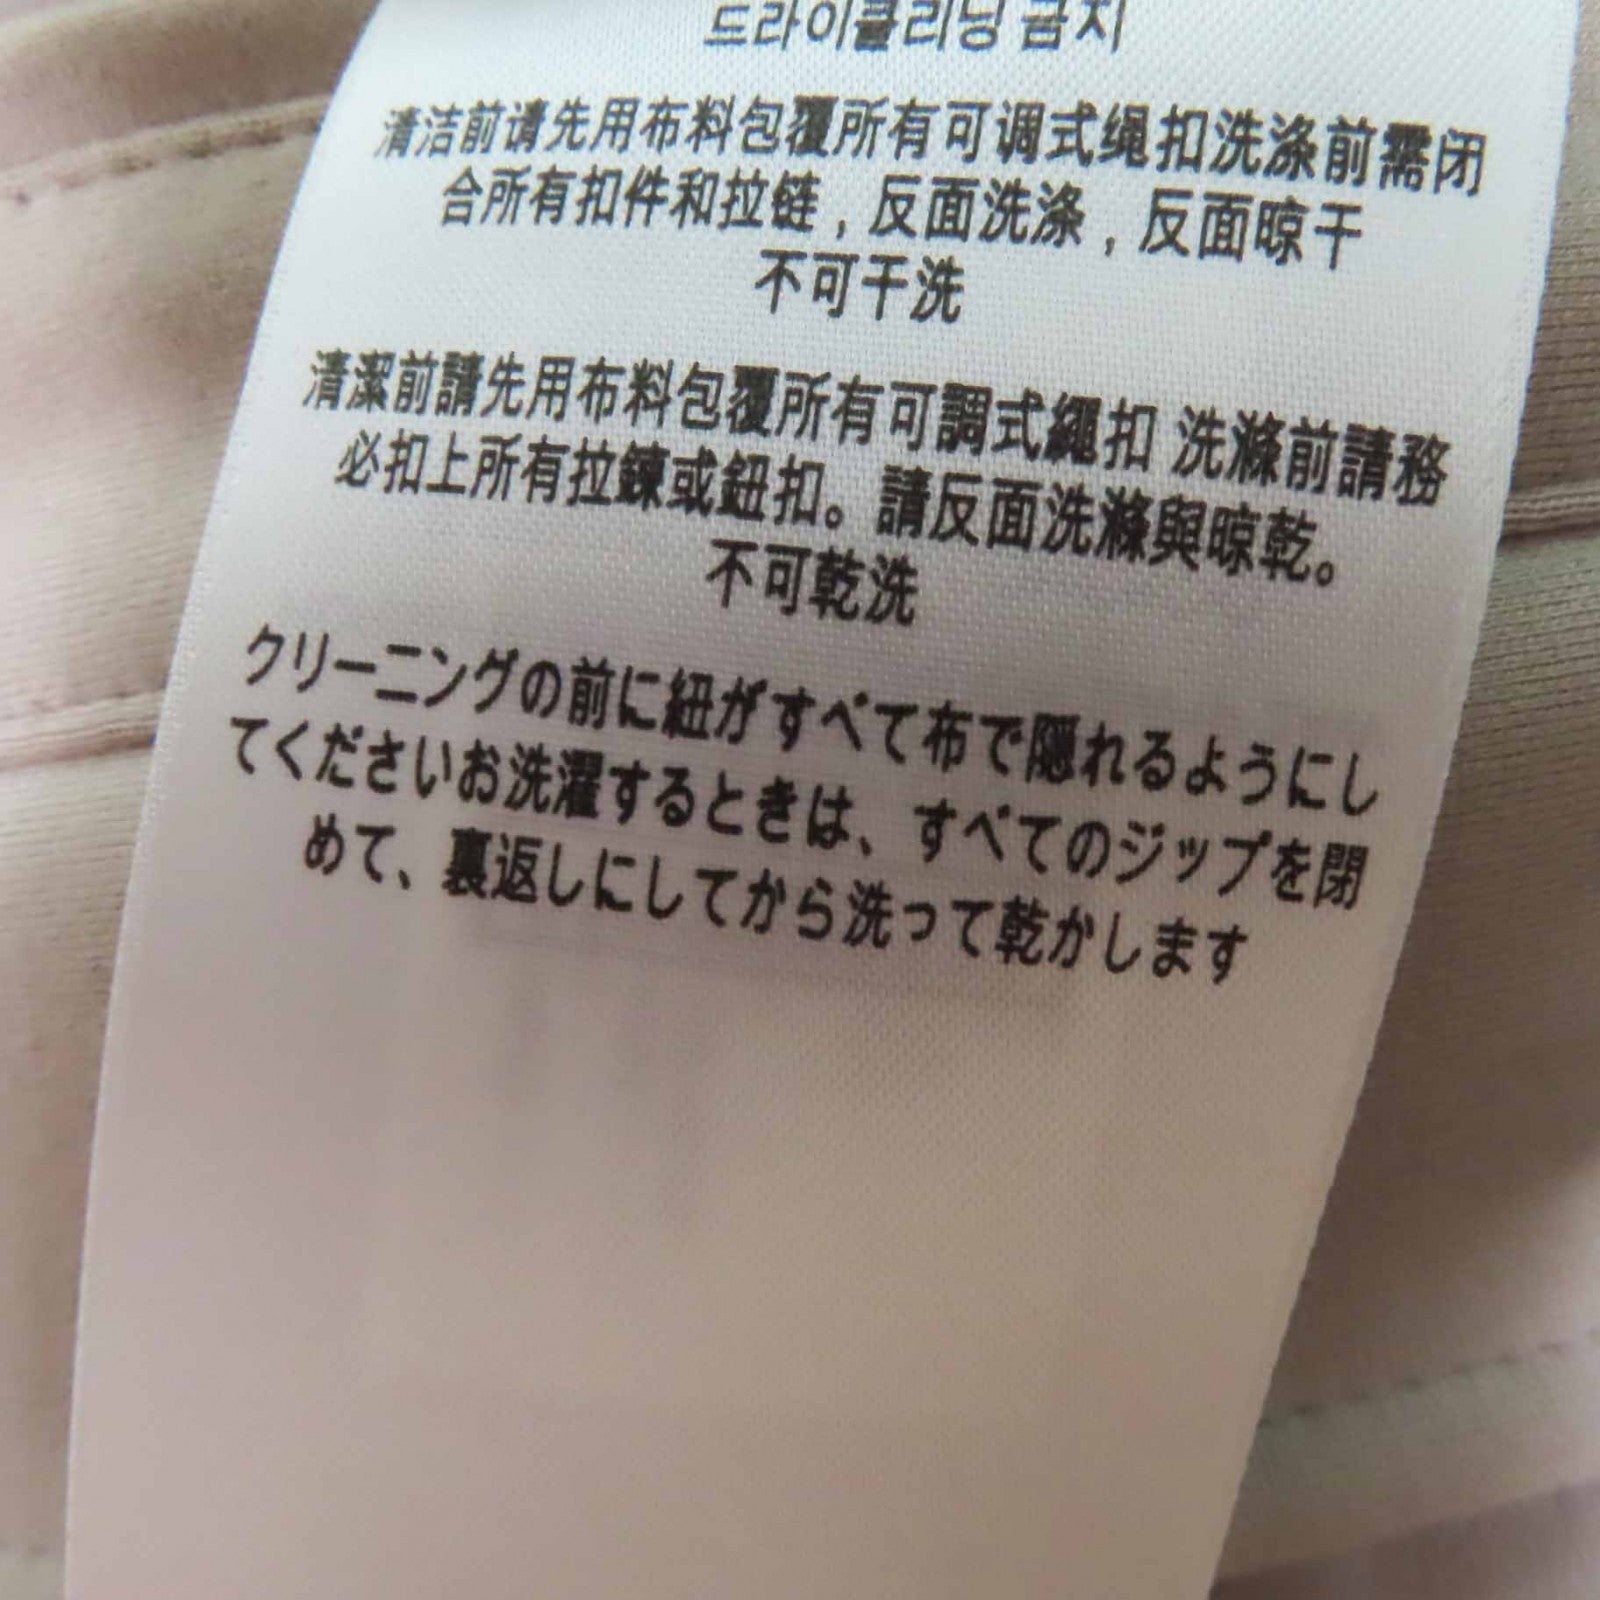 드라이클리닝 금지
清洁前请先用布料包覆所有可调式绳扣洗涤前需闭
合所有扣件和拉链，反面洗涤，反面晾干
不可干洗
清潔前請先用布料包覆所有可調式繩扣 洗滌前請務
必扣上所有拉鍊或鈕扣。請反面洗滌與晾乾。
不可乾洗
クリーニングの前に紐がすべて布で隠れるようにし
てくださいお洗濯するときは、すべてのジップを閉
めて、裏返しにしてから洗って乾かします